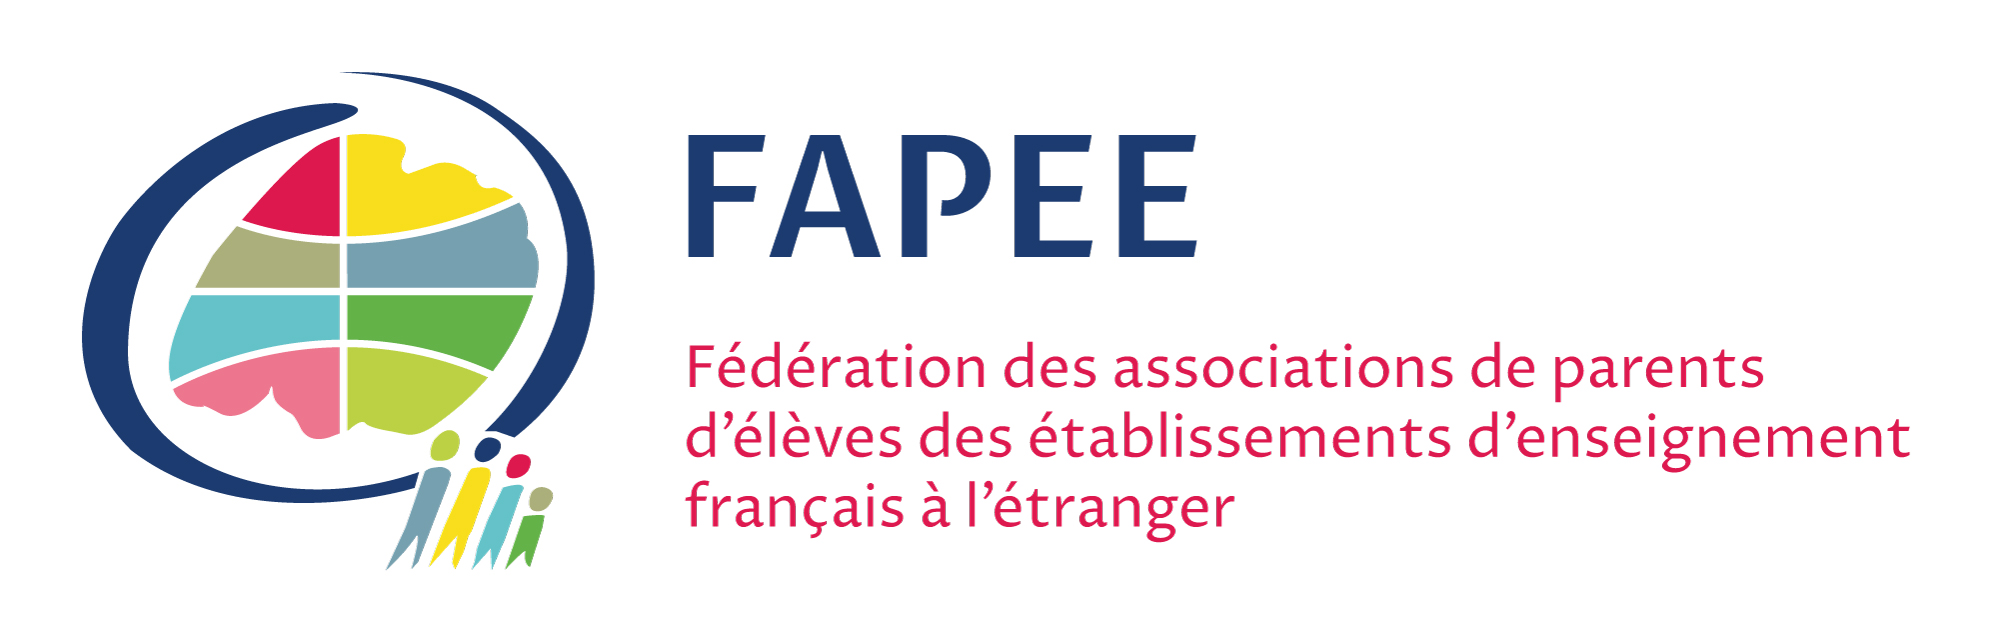 FAPEE
Fédération des associations de parents
d’élèves des établissements d’enseignement
français à l’étranger